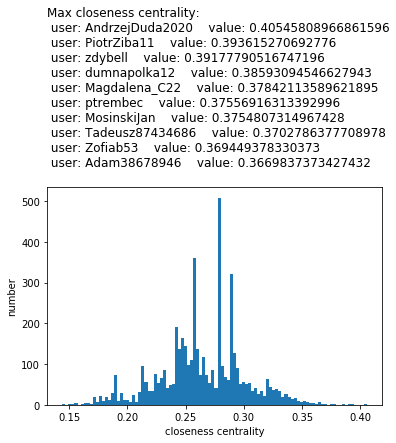 Max closeness centrality:
user: AndrzejDuda2020    value: 0.40545808966861596
user: PiotrZiba11    value: 0.393615270692776
user: zdybell    value: 0.39177790516747196
user: dumnapolka12    value: 0.38593094546627943
user: Magdalena_C22    value: 0.37842113589621895
user: ptrembec    value: 0.37556916313392996
user: MosinskiJan    value: 0.3754807314967428
user: Tadeusz87434686    value: 0.3702786377708978
user: Zofiab53    value: 0.369449378330373
user: Adam38678946    value: 0.3669837373427432
500
400
300
200
100
0
number
0.15 0.20 0.25 0.30 0.35 0.40
closeness centrality